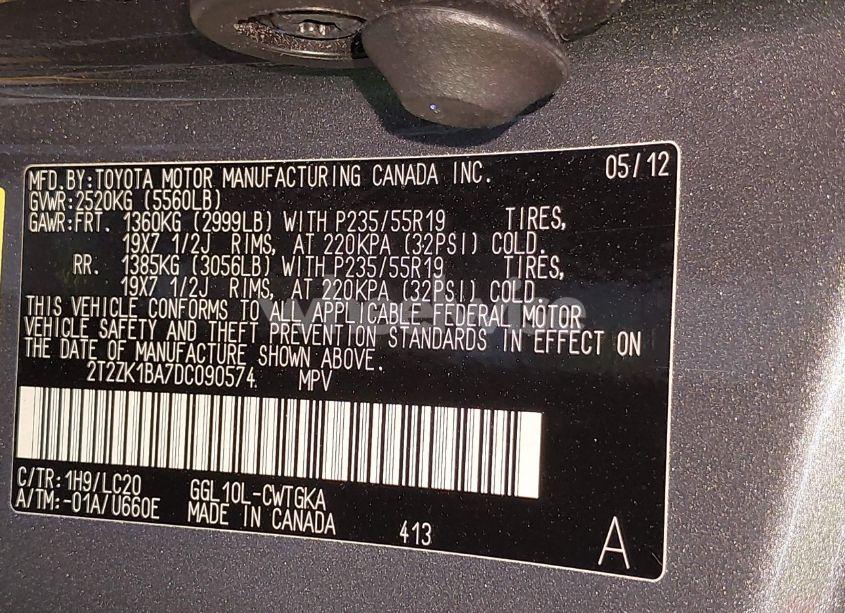 MFD.BY:TOYOTA MOTOR MANUFACTURING CANADA INC. 05/12
GVWR:2520KG (5560LB)
GAWR:FRT. 1360KG (2999LB) WITH P235/55R19 TIRES,
19X7 1/2J RIMS, AT 220KPA (32PSI) COLD.
RR. 1385KG (3056LB) WITH P235/55R19 TIRES,
19X7 1/2J RIMS, AT 220KPA (32PSI) COLD.
THIS VEHICLE CONFORMS TO ALL APPLICABLE FEDERAL MOTOR
VEHICLE SAFETY AND THEFT PREVENTION STANDARDS IN EFFECT ON
THE DATE OF MANUFACTURE SHOWN ABOVE.
2T2ZK1BA7DC090574 MPV
C/TR:1H9/LC20 GGL10L-CWTGKA
A/TM:-01A/U660E MADE IN CANADA 413 A